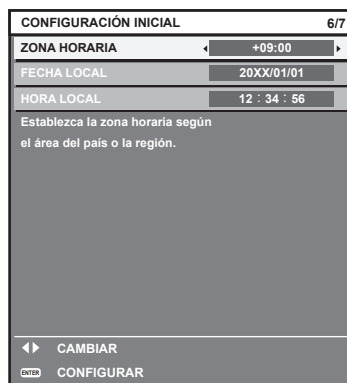 CONFIGURACIÓN INICIAL 6/7
ZONA HORARIA +09:00
FECHA LOCAL 20XX/01/01
HORA LOCAL 12 : 34 : 56
Establezca la zona horaria según
el área del país o la región.
CAMBIAR
ENTER CONFIGURAR